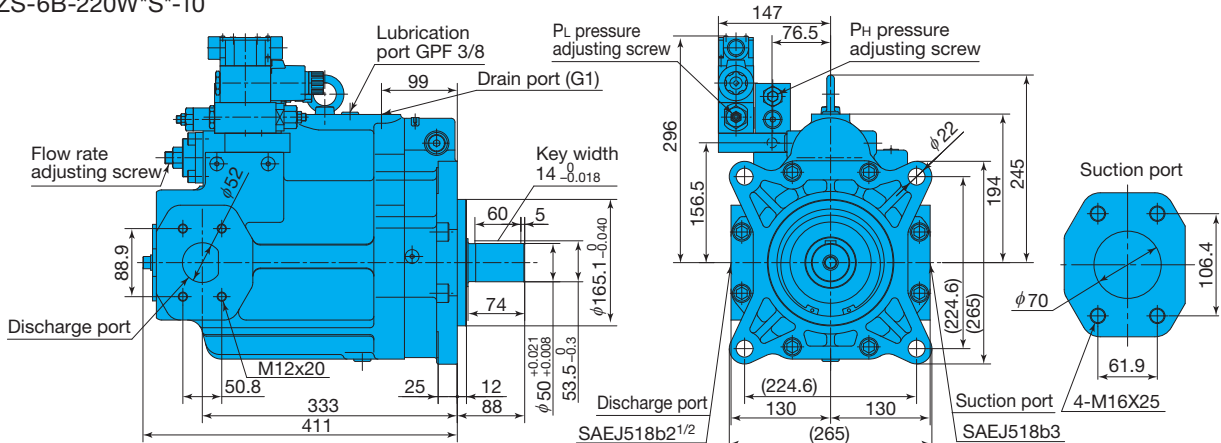 ZS-6B-220W*S*-10
Lubrication
port GPF 3/8
99
Drain port (G1)
Flow rate
adjusting screw
φ52
Key width
14 0 -0.018
60
5
88.9
φ165.1 0 -0.040
74
Discharge port
M12x20
50.8
25
12
φ50 +0.021 +0.008
53.5 0 -0.3
333
88
411
147
PL pressure
adjusting screw
76.5
PH pressure
adjusting screw
296
156.5
φ22
194
245
(224.6)
(265)
(224.6)
Discharge port
130
130
Suction port
SAEJ518b2 1/2
(265)
SAEJ518b3
Suction port
106.4
φ70
61.9
4-M16X25